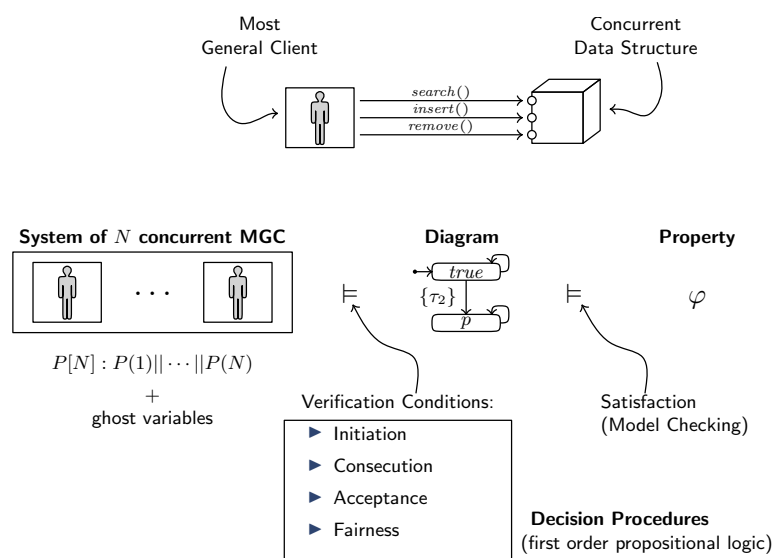 Most
General Client
Concurrent
Data Structure
search()
insert()
remove()
System of N concurrent MGC
Diagram
Property
· · ·
⊨
true
{τ₂}
p
⊨
φ
P[N] : P(1)|| · · · ||P(N)
+
ghost variables
Verification Conditions:
► Initiation
► Consecution
► Acceptance
► Fairness
Satisfaction
(Model Checking)
Decision Procedures
(first order propositional logic)